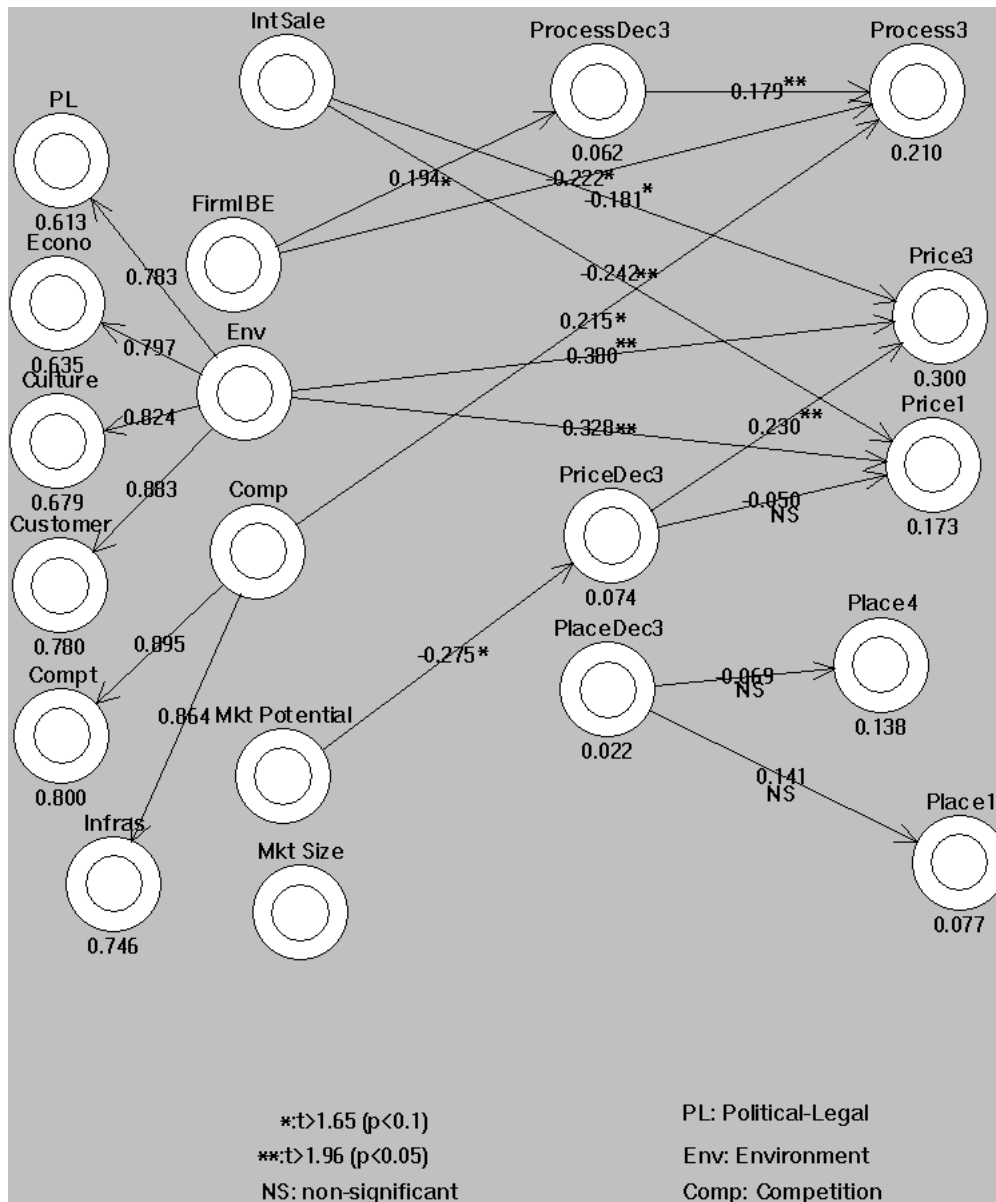 IntSale
ProcessDec3
Process3
PL
0.179**
0.062
0.210
0.194*
-0.222*
-0.181*
FirmIBE
0.613
Econo
0.783
-0.242**
Price3
0.215*
Env
0.797
0.380**
0.635
Culture
0.300
Price1
0.824
0.328**
0.230**
0.883
Comp
PriceDec3
0.679
-0.050
NS
Customer
0.173
0.074
Place4
0.780
PlaceDec3
0.895
-0.275*
Compt
-0.069
NS
0.864
Mkt Potential
0.138
0.022
0.141
NS
0.800
Place1
Infras
Mkt Size
0.746
0.077
*:t>1.65 (p<0.1)
PL: Political-Legal
**:t>1.96 (p<0.05)
Env: Environment
NS: non-significant
Comp: Competition